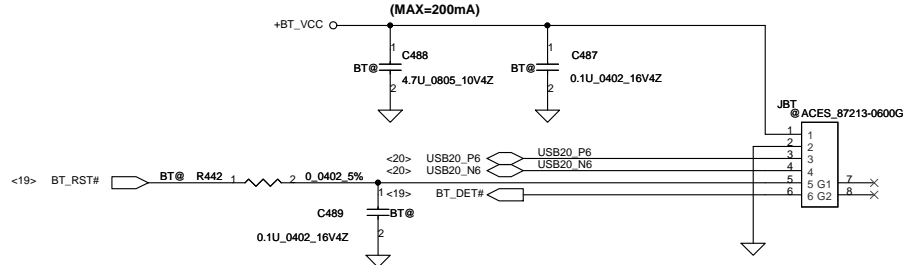 (MAX=200mA)
+BT_VCC
1
C488
BT@
4.7U_0805_10V4Z
2
1
C487
BT@
0.1U_0402_16V4Z
2
JBT
@ACES_87213-0600G
1 1
2 2
<20> USB20_P6 USB20_P6 3 3
<20> USB20_N6 USB20_N6 4 4
<19> BT_RST# BT@ R442 1 2 0_0402_5% 5 5 G1 7
1 <19> BT_DET# 6 6 G2 8
C489
BT@
2
0.1U_0402_16V4Z